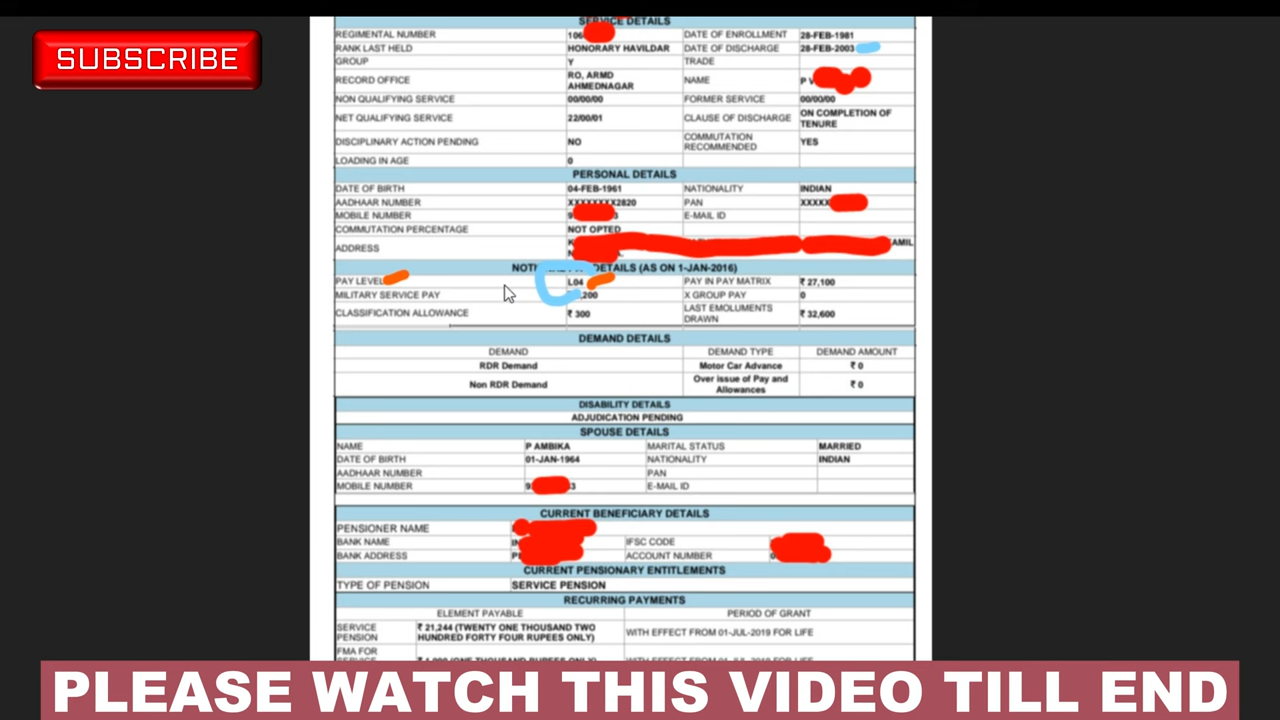 SUBSCRIBE
SERVICE DETAILS
REGIMENTAL NUMBER 106 DATE OF ENROLLMENT 28-FEB-1981
RANK LAST HELD HONORARY HAVILDAR DATE OF DISCHARGE 28-FEB-2003
GROUP Y TRADE
RECORD OFFICE RO, ARMD AHMEDNAGAR NAME P V
NON QUALIFYING SERVICE 00/00/00 FORMER SERVICE 00/00/00
NET QUALIFYING SERVICE 22/00/01 CLAUSE OF DISCHARGE ON COMPLETION OF TENURE
DISCIPLINARY ACTION PENDING NO COMMUTATION RECOMMENDED YES
LOADING IN AGE 0
PERSONAL DETAILS
DATE OF BIRTH 04-FEB-1961 NATIONALITY INDIAN
AADHAAR NUMBER XXXXXXXX2820 PAN XXXXX
MOBILE NUMBER 9 3 E-MAIL ID
COMMUTATION PERCENTAGE NOT OPTED
ADDRESS K AMIL
DETAILS (AS ON 1-JAN-2016)
PAY LEVEL L04 PAY IN PAY MATRIX ₹ 27,100
MILITARY SERVICE PAY ,200 X GROUP PAY 0
CLASSIFICATION ALLOWANCE ₹ 300 LAST EMOLUMENTS DRAWN ₹ 32,600
DEMAND DETAILS
DEMAND DEMAND TYPE DEMAND AMOUNT
RDR Demand Motor Car Advance ₹ 0
Non RDR Demand Over issue of Pay and Allowances ₹ 0
DISABILITY DETAILS
ADJUDICATION PENDING
SPOUSE DETAILS
NAME P AMBIKA MARITAL STATUS MARRIED
DATE OF BIRTH 01-JAN-1964 NATIONALITY INDIAN
AADHAAR NUMBER PAN
MOBILE NUMBER 9 3 E-MAIL ID
CURRENT BENEFICIARY DETAILS
PENSIONER NAME
BANK NAME IFSC CODE
BANK ADDRESS ACCOUNT NUMBER
CURRENT PENSIONARY ENTITLEMENTS
TYPE OF PENSION SERVICE PENSION
RECURRING PAYMENTS
ELEMENT PAYABLE PERIOD OF GRANT
SERVICE PENSION ₹ 21,244 (TWENTY ONE THOUSAND TWO HUNDRED FORTY FOUR RUPEES ONLY) WITH EFFECT FROM 01-JUL-2019 FOR LIFE
FMA FOR
PLEASE WATCH THIS VIDEO TILL END